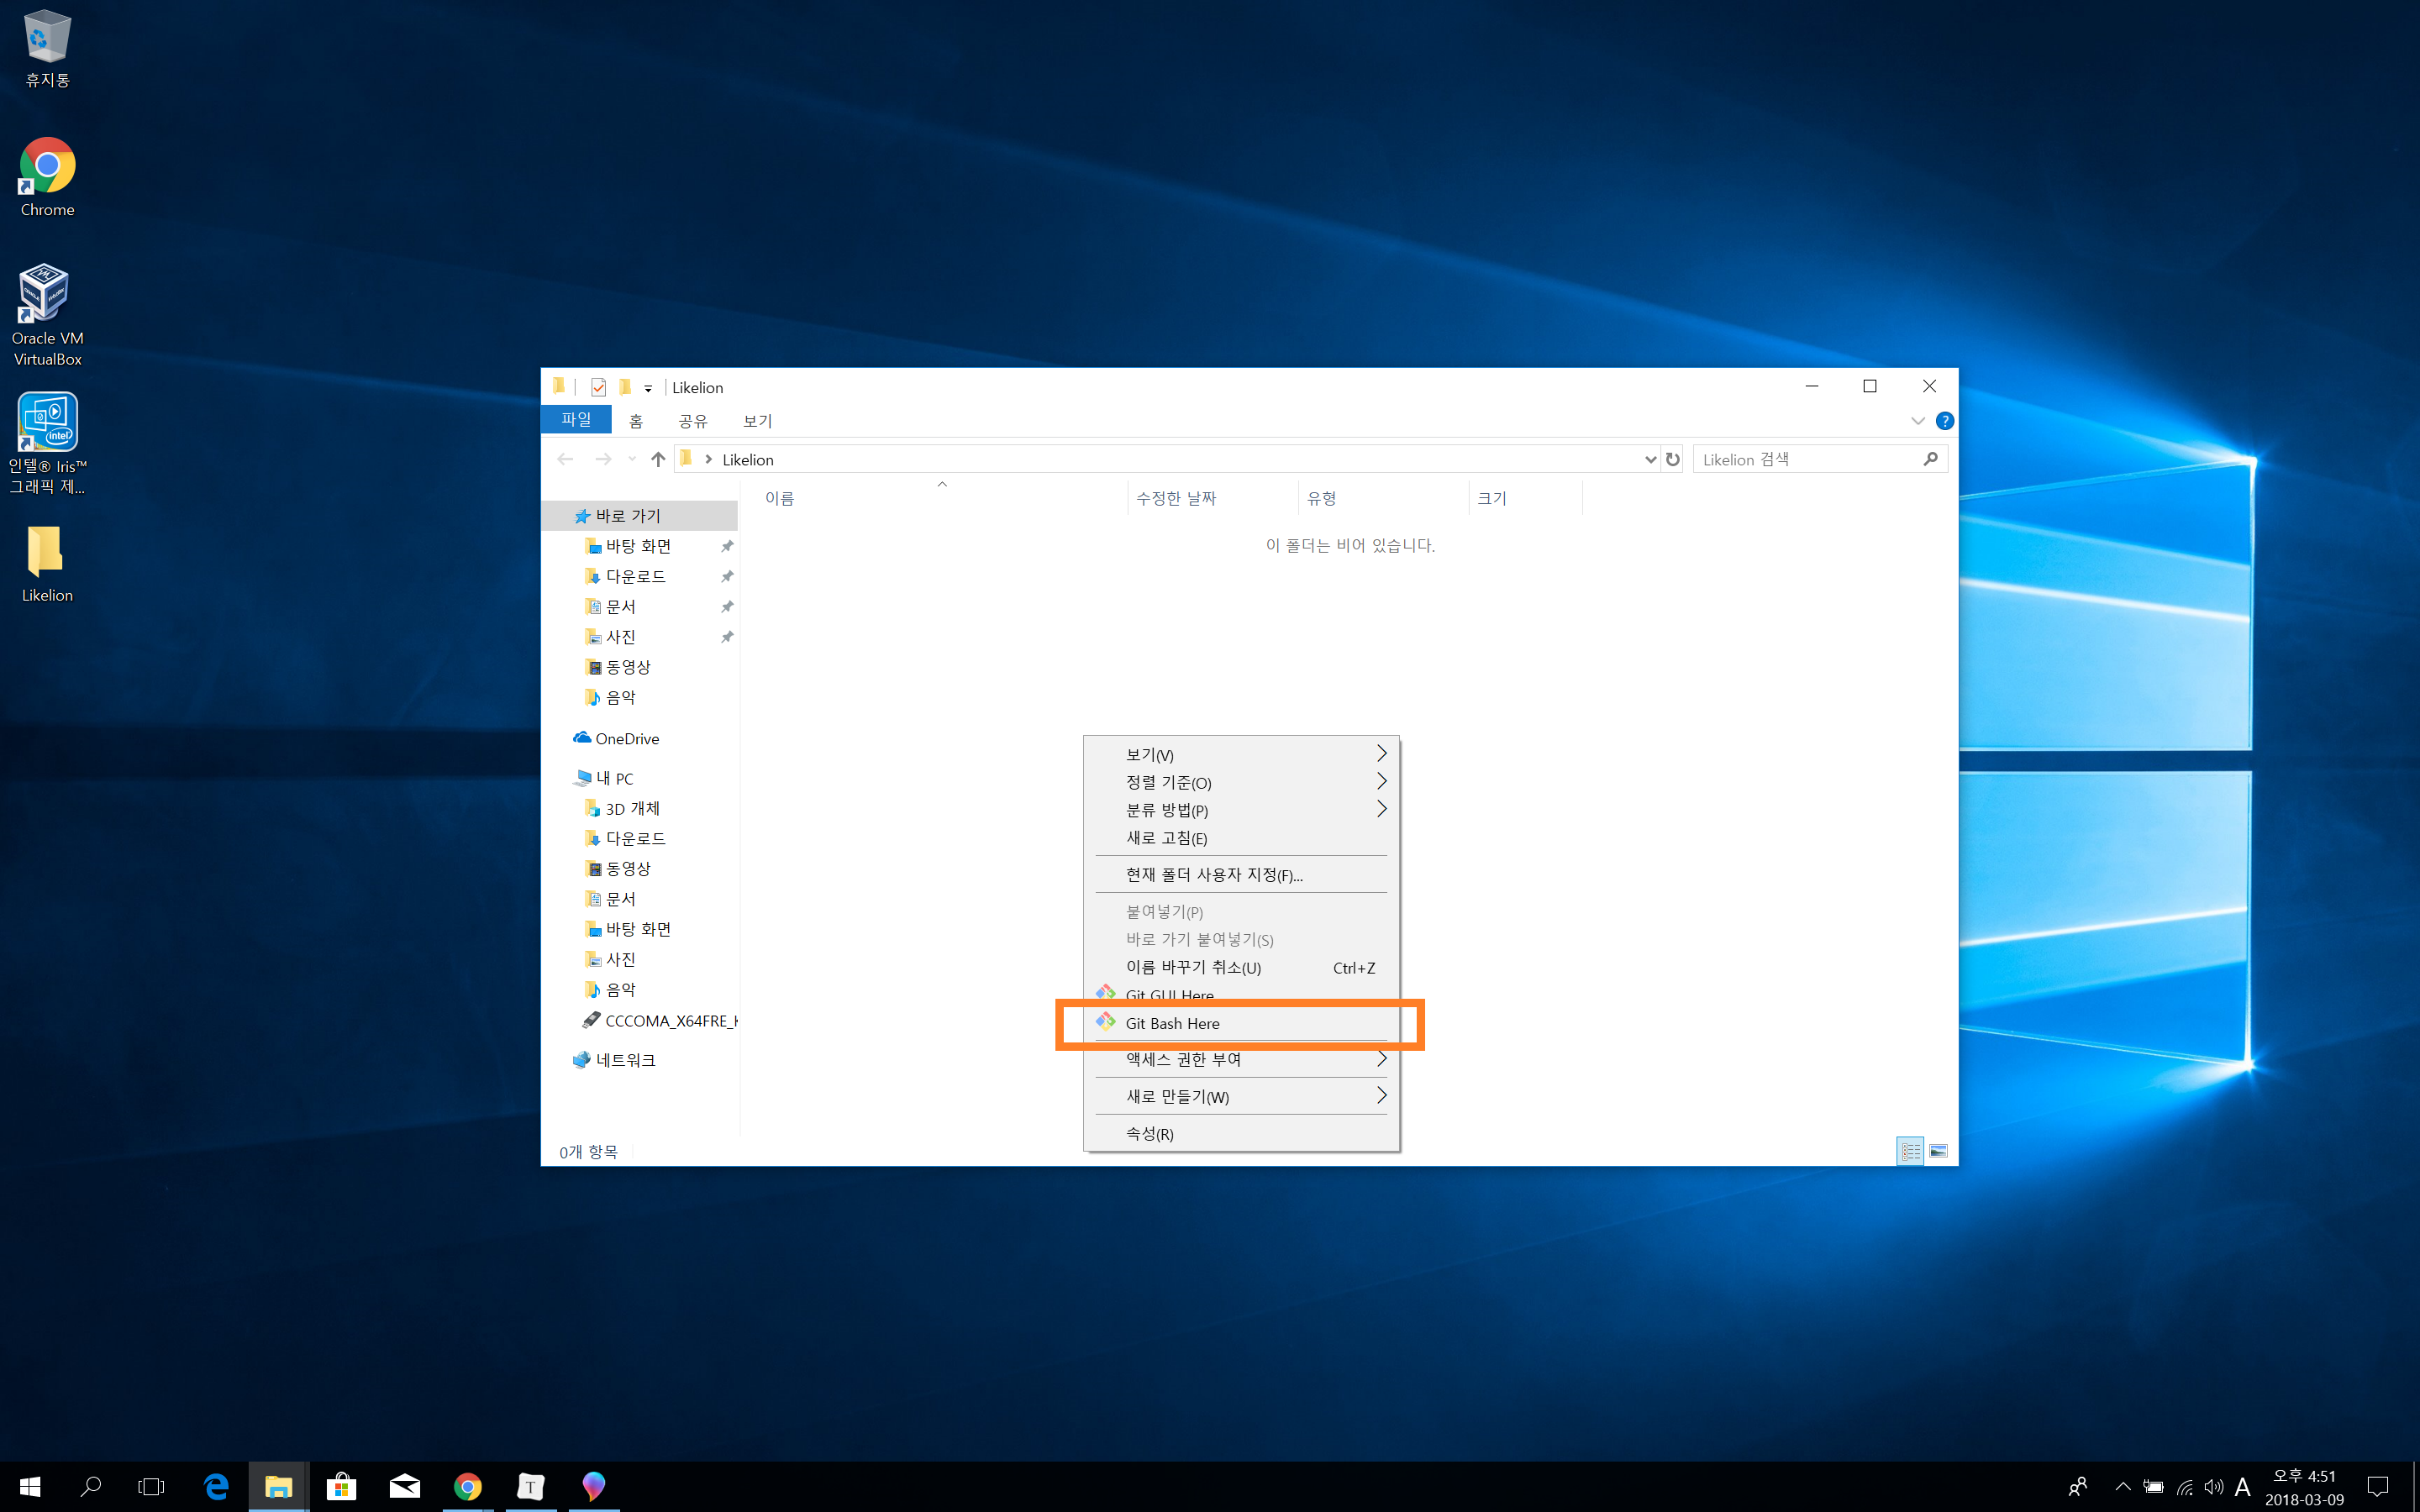 휴지통
Chrome
Oracle VM
VirtualBox
인텔® Iris™
그래픽 제...
Likelion
Likelion
파일 홈 공유 보기
Likelion
Likelion 검색
이름 수정한 날짜 유형 크기
이 폴더는 비어 있습니다.
바로 가기
바탕 화면
다운로드
문서
사진
동영상
음악
OneDrive
내 PC
3D 개체
다운로드
동영상
문서
바탕 화면
사진
음악
CCCOMA_X64FRE_
네트워크
0개 항목
보기(V)
정렬 기준(O)
분류 방법(P)
새로 고침(E)
현재 폴더 사용자 지정(F)...
붙여넣기(P)
바로 가기 붙여넣기(S)
이름 바꾸기 취소(U) Ctrl+Z
Git GUI Here
Git Bash Here
액세스 권한 부여
새로 만들기(W)
속성(R)
A
오후 4:51
2018-03-09